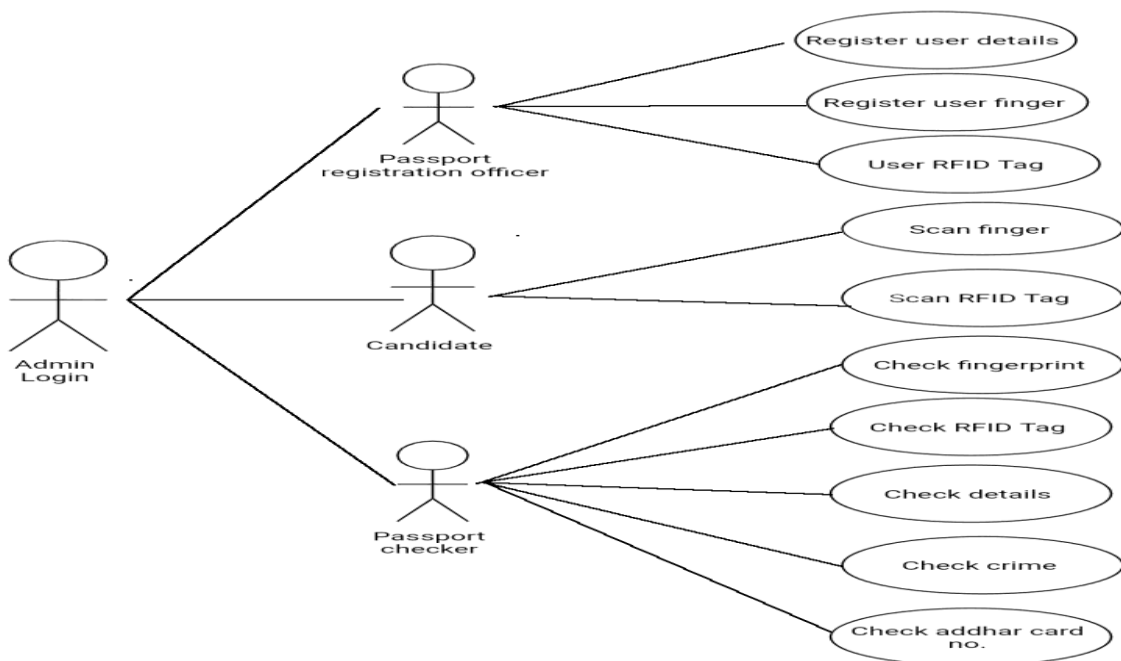 Register user details
Register user finger
Passport
registration officer
User RFID Tag
Scan finger
Scan RFID Tag
Candidate
Admin
Login
Check fingerprint
Check RFID Tag
Check details
Passport
checker
Check crime
Check addhar card
no.